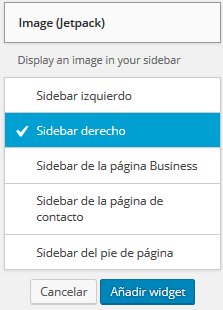 Image (Jetpack)
Display an image in your sidebar
Sidebar izquierdo
Sidebar derecho
Sidebar de la página Business
Sidebar de la página de
contacto
Sidebar del pie de página
Cancelar
Añadir widget